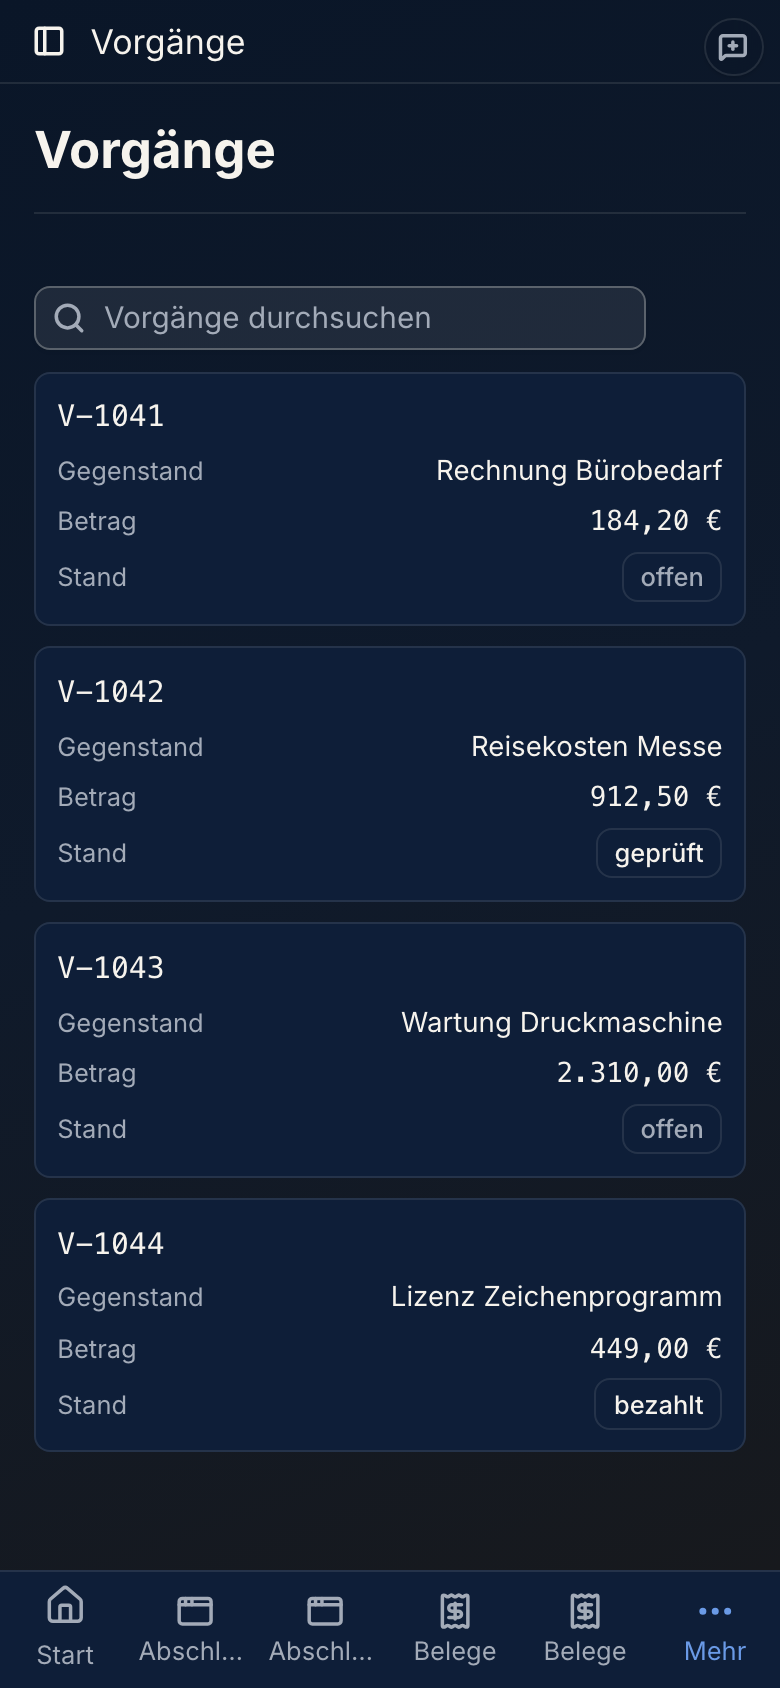 Vorgänge
Vorgänge
Vorgänge durchsuchen
V–1041
Gegenstand Rechnung Bürobedarf
Betrag 184,20 €
Stand offen
V–1042
Gegenstand Reisekosten Messe
Betrag 912,50 €
Stand geprüft
V–1043
Gegenstand Wartung Druckmaschine
Betrag 2.310,00 €
Stand offen
V–1044
Gegenstand Lizenz Zeichenprogramm
Betrag 449,00 €
Stand bezahlt
Start Abschl... Abschl... Belege Belege Mehr